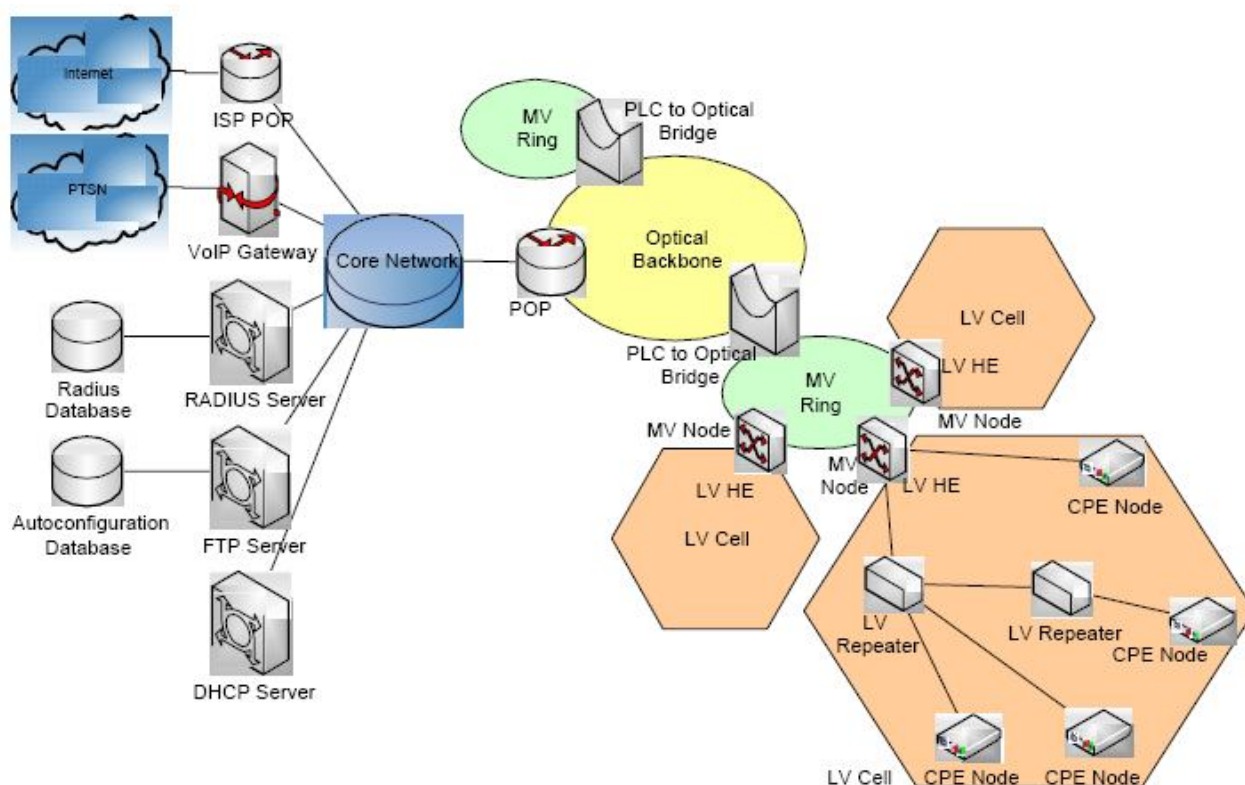 Internet
ISP POP
PTSN
VoIP Gateway
Core Network
Radius
Database
RADIUS Server
Autoconfiguration
Database
FTP Server
DHCP Server
MV
Ring
PLC to Optical
Bridge
Optical
Backbone
POP
PLC to Optical
Bridge
MV
Ring
LV Cell
LV HE
MV Node
MV Node
LV HE
LV Cell
MV
Node
LV HE
CPE Node
LV
Repeater
LV Repeater
CPE Node
LV Cell
CPE Node
CPE Node